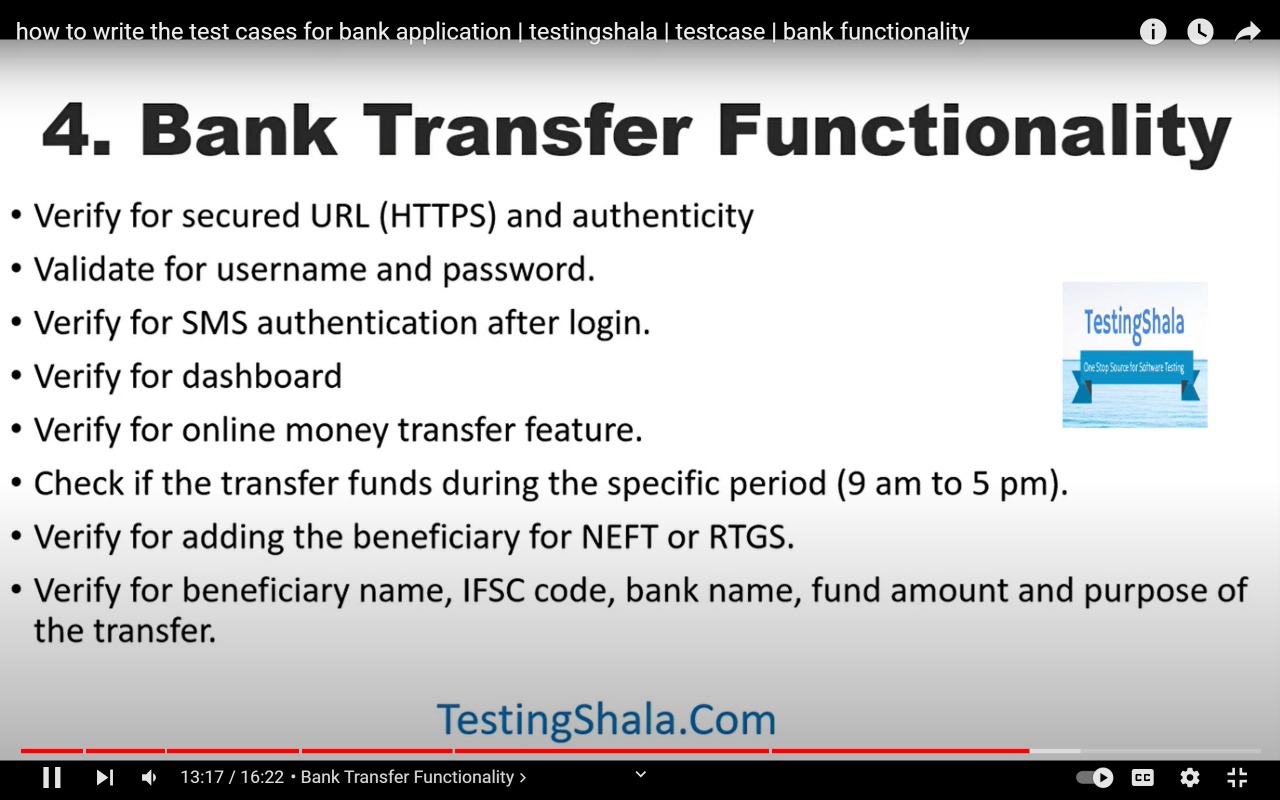 how to write the test cases for bank application | testingshala | testcase | bank functionality
4. Bank Transfer Functionality
• Verify for secured URL (HTTPS) and authenticity
• Validate for username and password.
• Verify for SMS authentication after login.
• Verify for dashboard
• Verify for online money transfer feature.
• Check if the transfer funds during the specific period (9 am to 5 pm).
• Verify for adding the beneficiary for NEFT or RTGS.
• Verify for beneficiary name, IFSC code, bank name, fund amount and purpose of
the transfer.
TestingShala
One Stop Source for Software Testing
TestingShala.Com
13:17 / 16:22 • Bank Transfer Functionality ›
CC